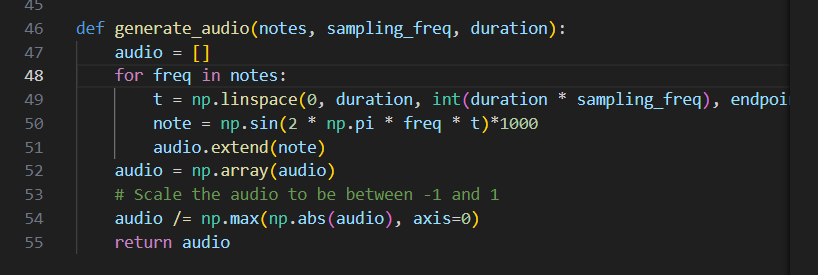 45
46 def generate_audio(notes, sampling_freq, duration):
47     audio = []
48     for freq in notes:
49         t = np.linspace(0, duration, int(duration * sampling_freq), endpoi
50         note = np.sin(2 * np.pi * freq * t)*1000
51         audio.extend(note)
52     audio = np.array(audio)
53     # Scale the audio to be between -1 and 1
54     audio /= np.max(np.abs(audio), axis=0)
55     return audio